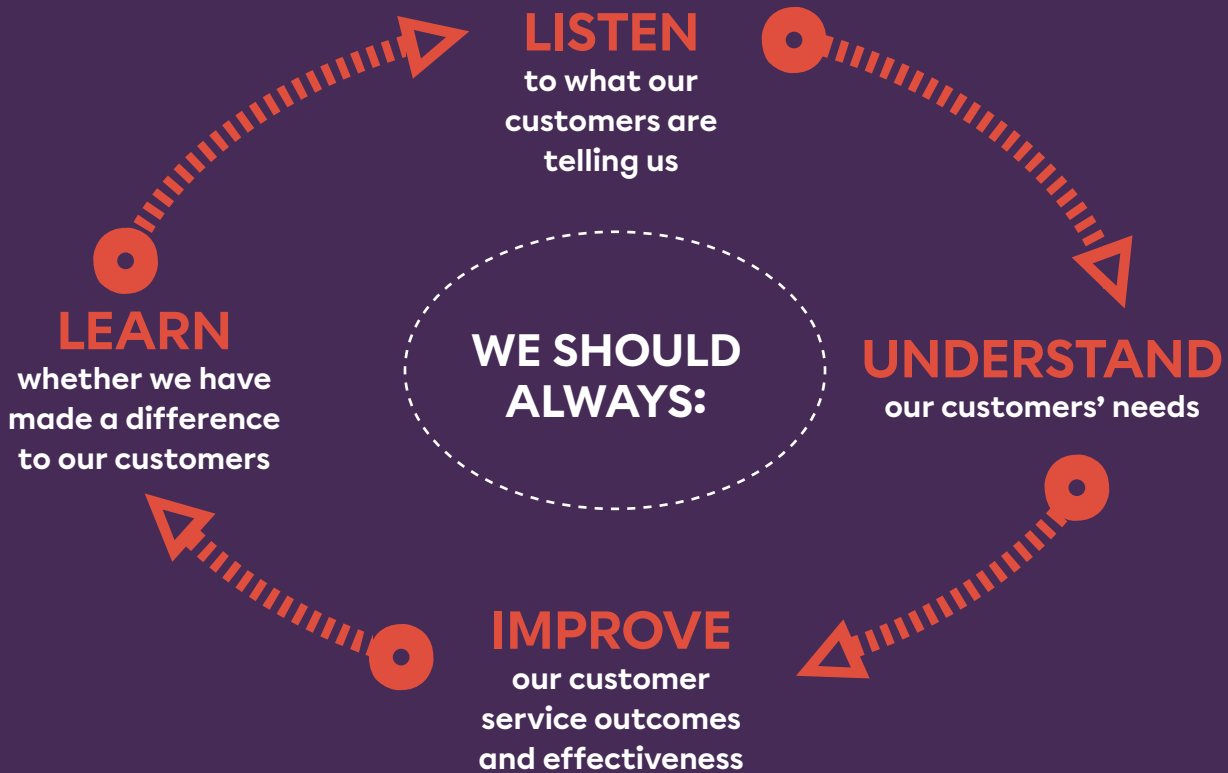 LISTEN
to what our
customers are
telling us
UNDERSTAND
our customers’ needs
IMPROVE
our customer
service outcomes
and effectiveness
LEARN
whether we have
made a difference
to our customers
WE SHOULD
ALWAYS: